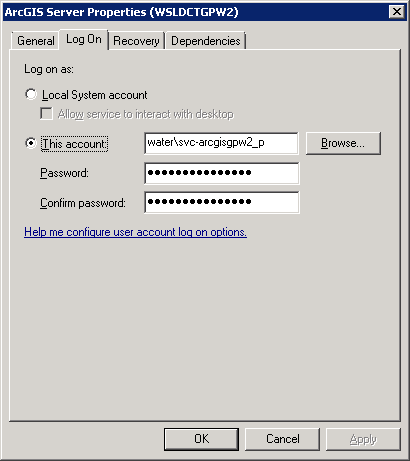 ArcGIS Server Properties (WSLDCTGPW2)
General Log On Recovery Dependencies
Log on as:
Local System account
Allow service to interact with desktop
This account: water\svc-arcgisgpw2_p Browse...
Password: ●●●●●●●●●●●●●●●
Confirm password: ●●●●●●●●●●●●●●●
Help me configure user account log on options.
OK Cancel Apply